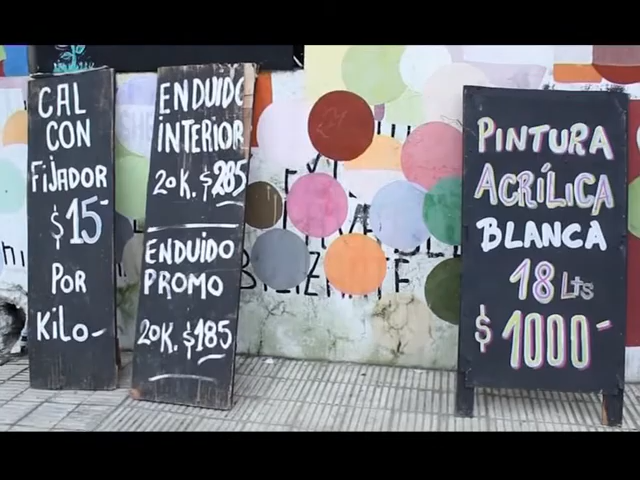 CAL
CON
FIJADOR
$15-
POR
KILO-
ENDUIDO
INTERIOR
20K. $285
ENDUIDO
PROMO
20K. $185
PINTURA
ACRÍLICA
BLANCA
18 Lts
$1000-